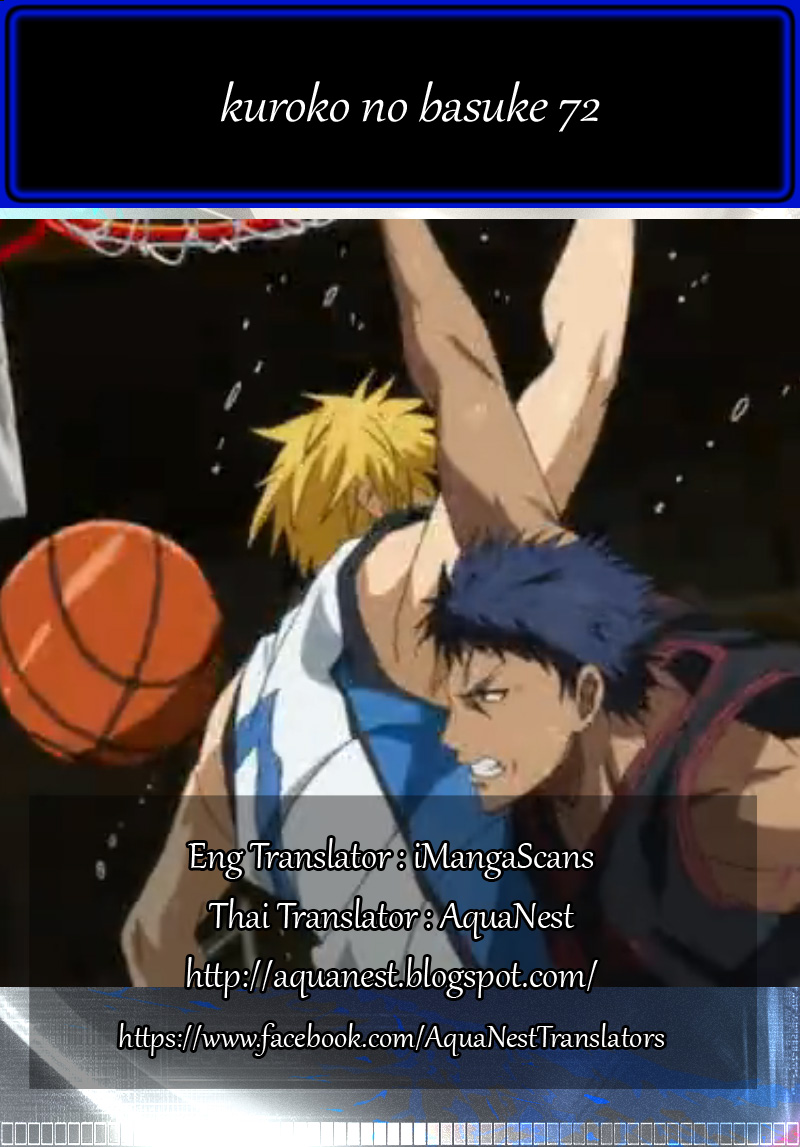 kuroko no basuke 72
Eng Translator : iMangaScans
Thai Translator : AquaNest
http://aquanest.blogspot.com/
https://www.facebook.com/AquaNestTranslators